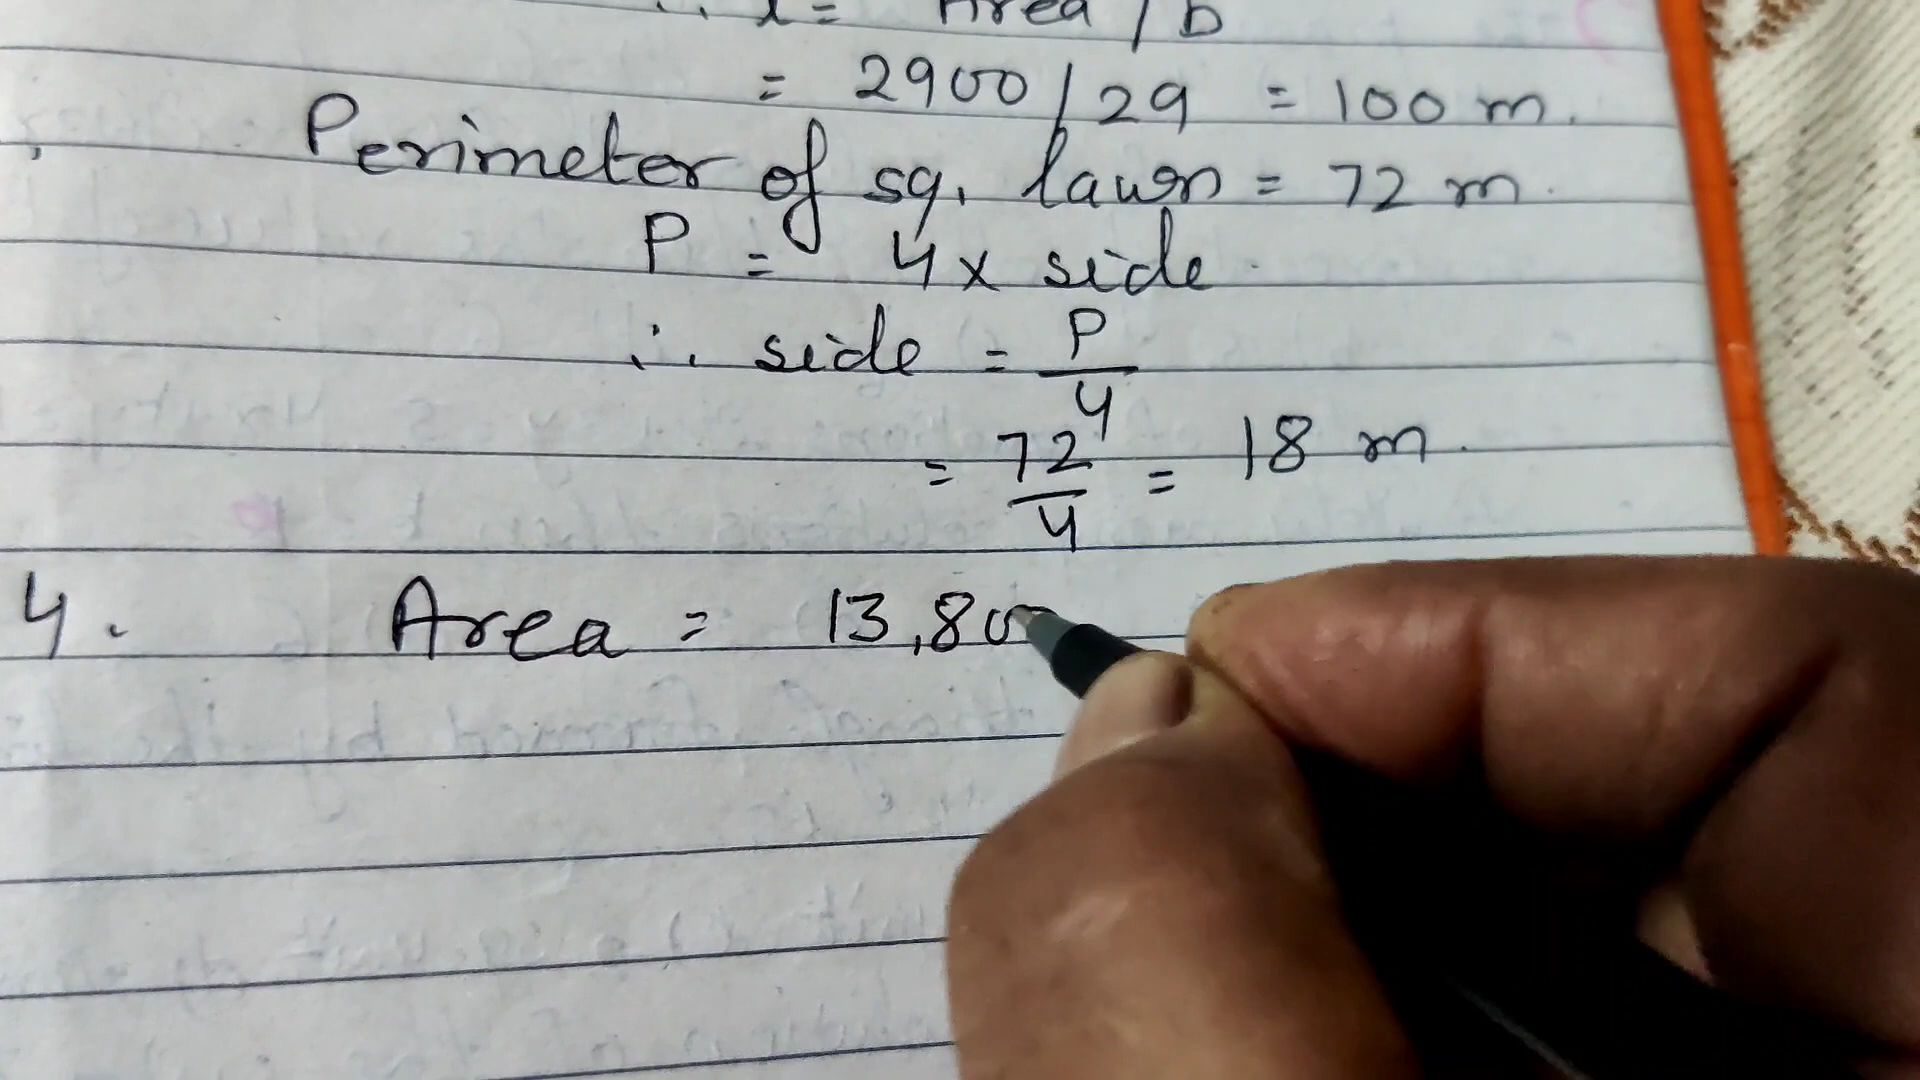 ∴ l = Area / b
= 2900 / 29 = 100 m.
Perimeter of sq. lawn = 72 m.
P = 4 x side.
∴ side = P/4
= 72/4 = 18 m.
4. Area = 13,80